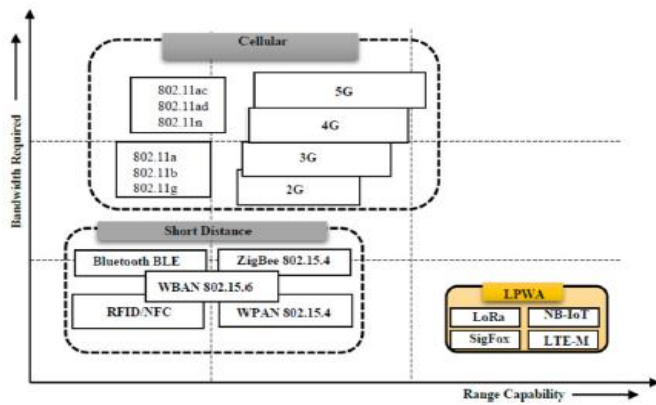 Cellular
802.11ac
802.11ad
802.11n
5G
4G
802.11a
802.11b
802.11g
3G
2G
Bandwidth Required
Short Distance
Bluetooth BLE
ZigBee 802.15.4
WBAN 802.15.6
RFID/NFC
WPAN 802.15.4
LPWA
LoRa
NB-IoT
SigFox
LTE-M
Range Capability